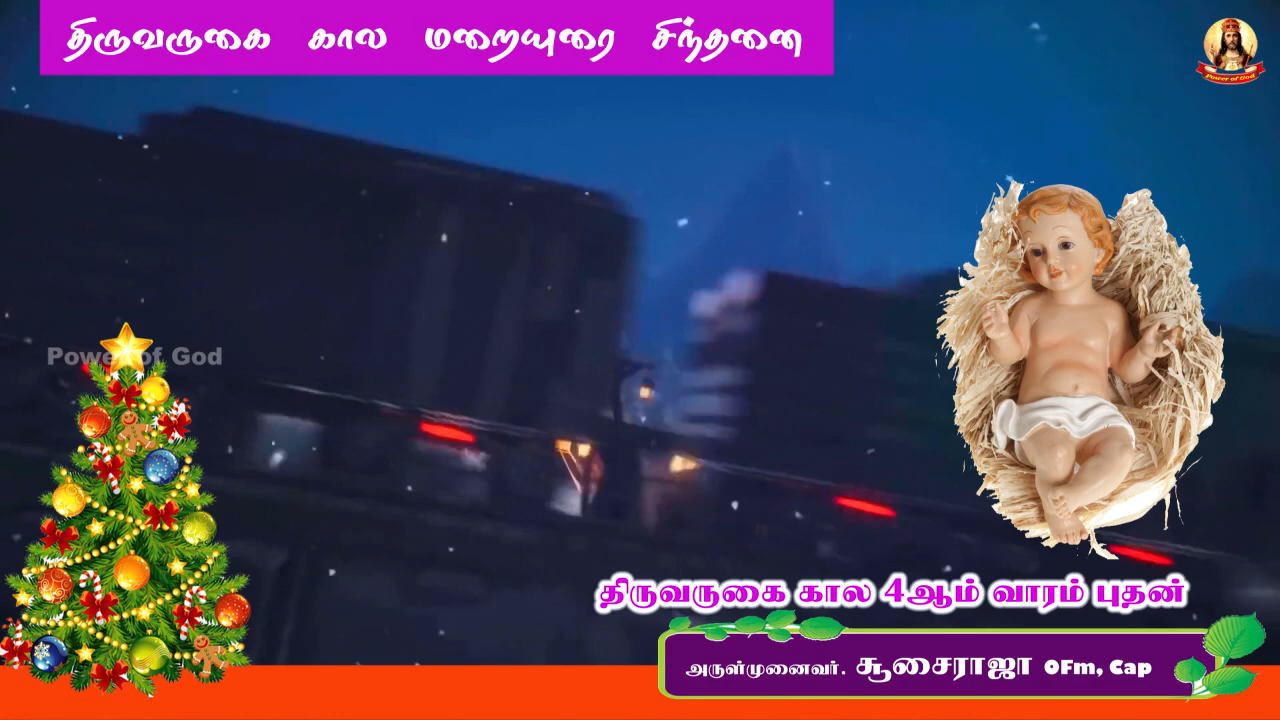 திருவருகை கால மறையுரை சிந்தனை
Power of God
Power of God
திருவருகை கால 4ஆம் வாரம் புதன்
அருள்முனைவர். சூசைராஜா OFm, Cap